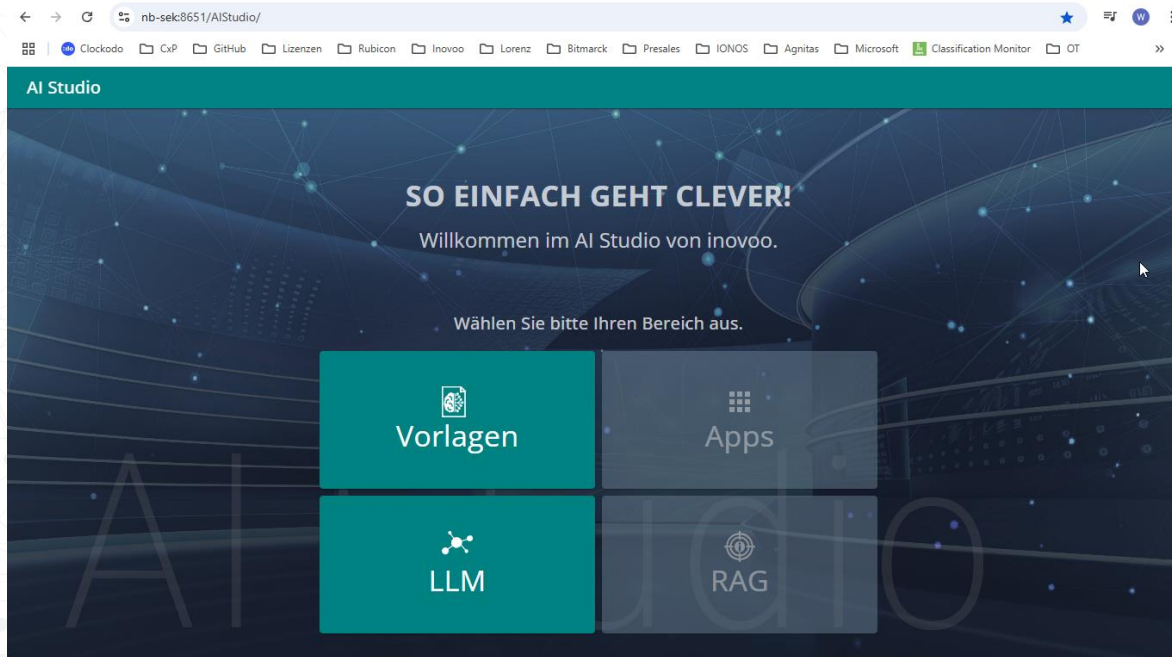 nb-sek:8651/AIStudio/
W
Clockodo CxP GitHub Lizenzen Rubicon Inovoo Lorenz Bitmarck Presales IONOS Agnitas Microsoft Classification Monitor OT »
AI Studio
SO EINFACH GEHT CLEVER!
Willkommen im AI Studio von inovoo.
Wählen Sie bitte Ihren Bereich aus.
Vorlagen
Apps
LLM
RAG
AI Studio